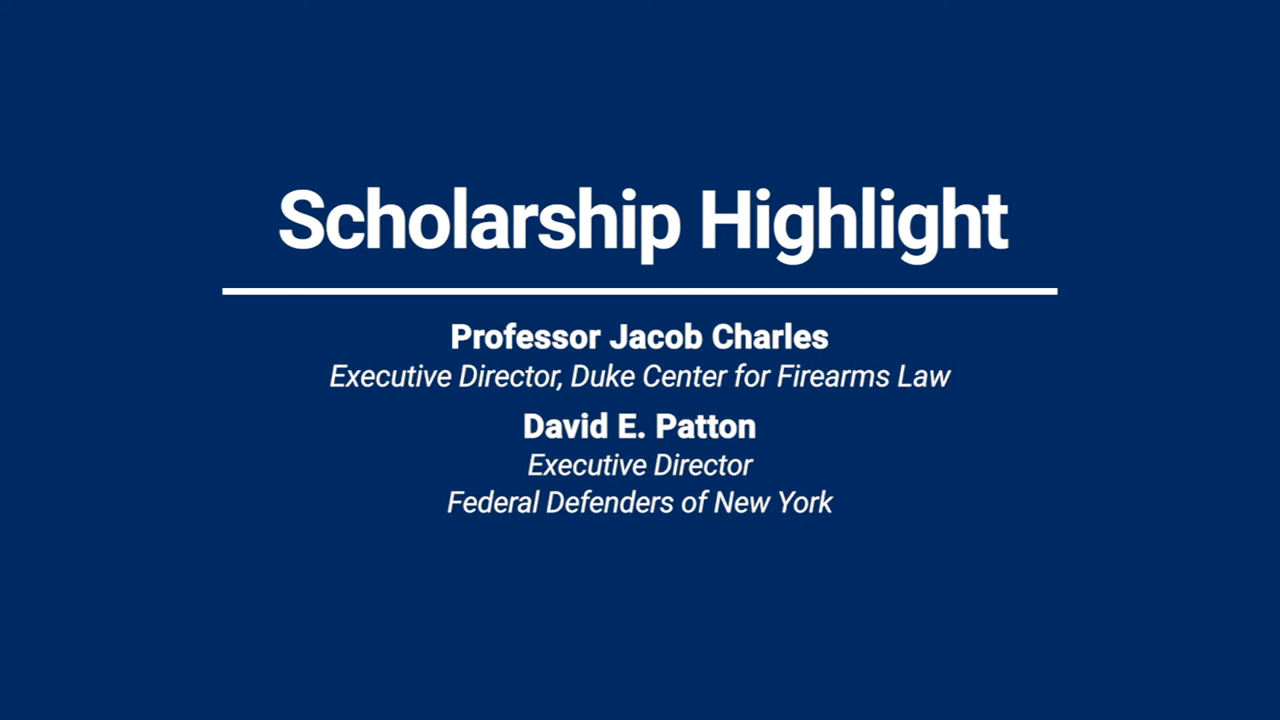 Scholarship Highlight
Professor Jacob Charles
Executive Director, Duke Center for Firearms Law
David E. Patton
Executive Director
Federal Defenders of New York